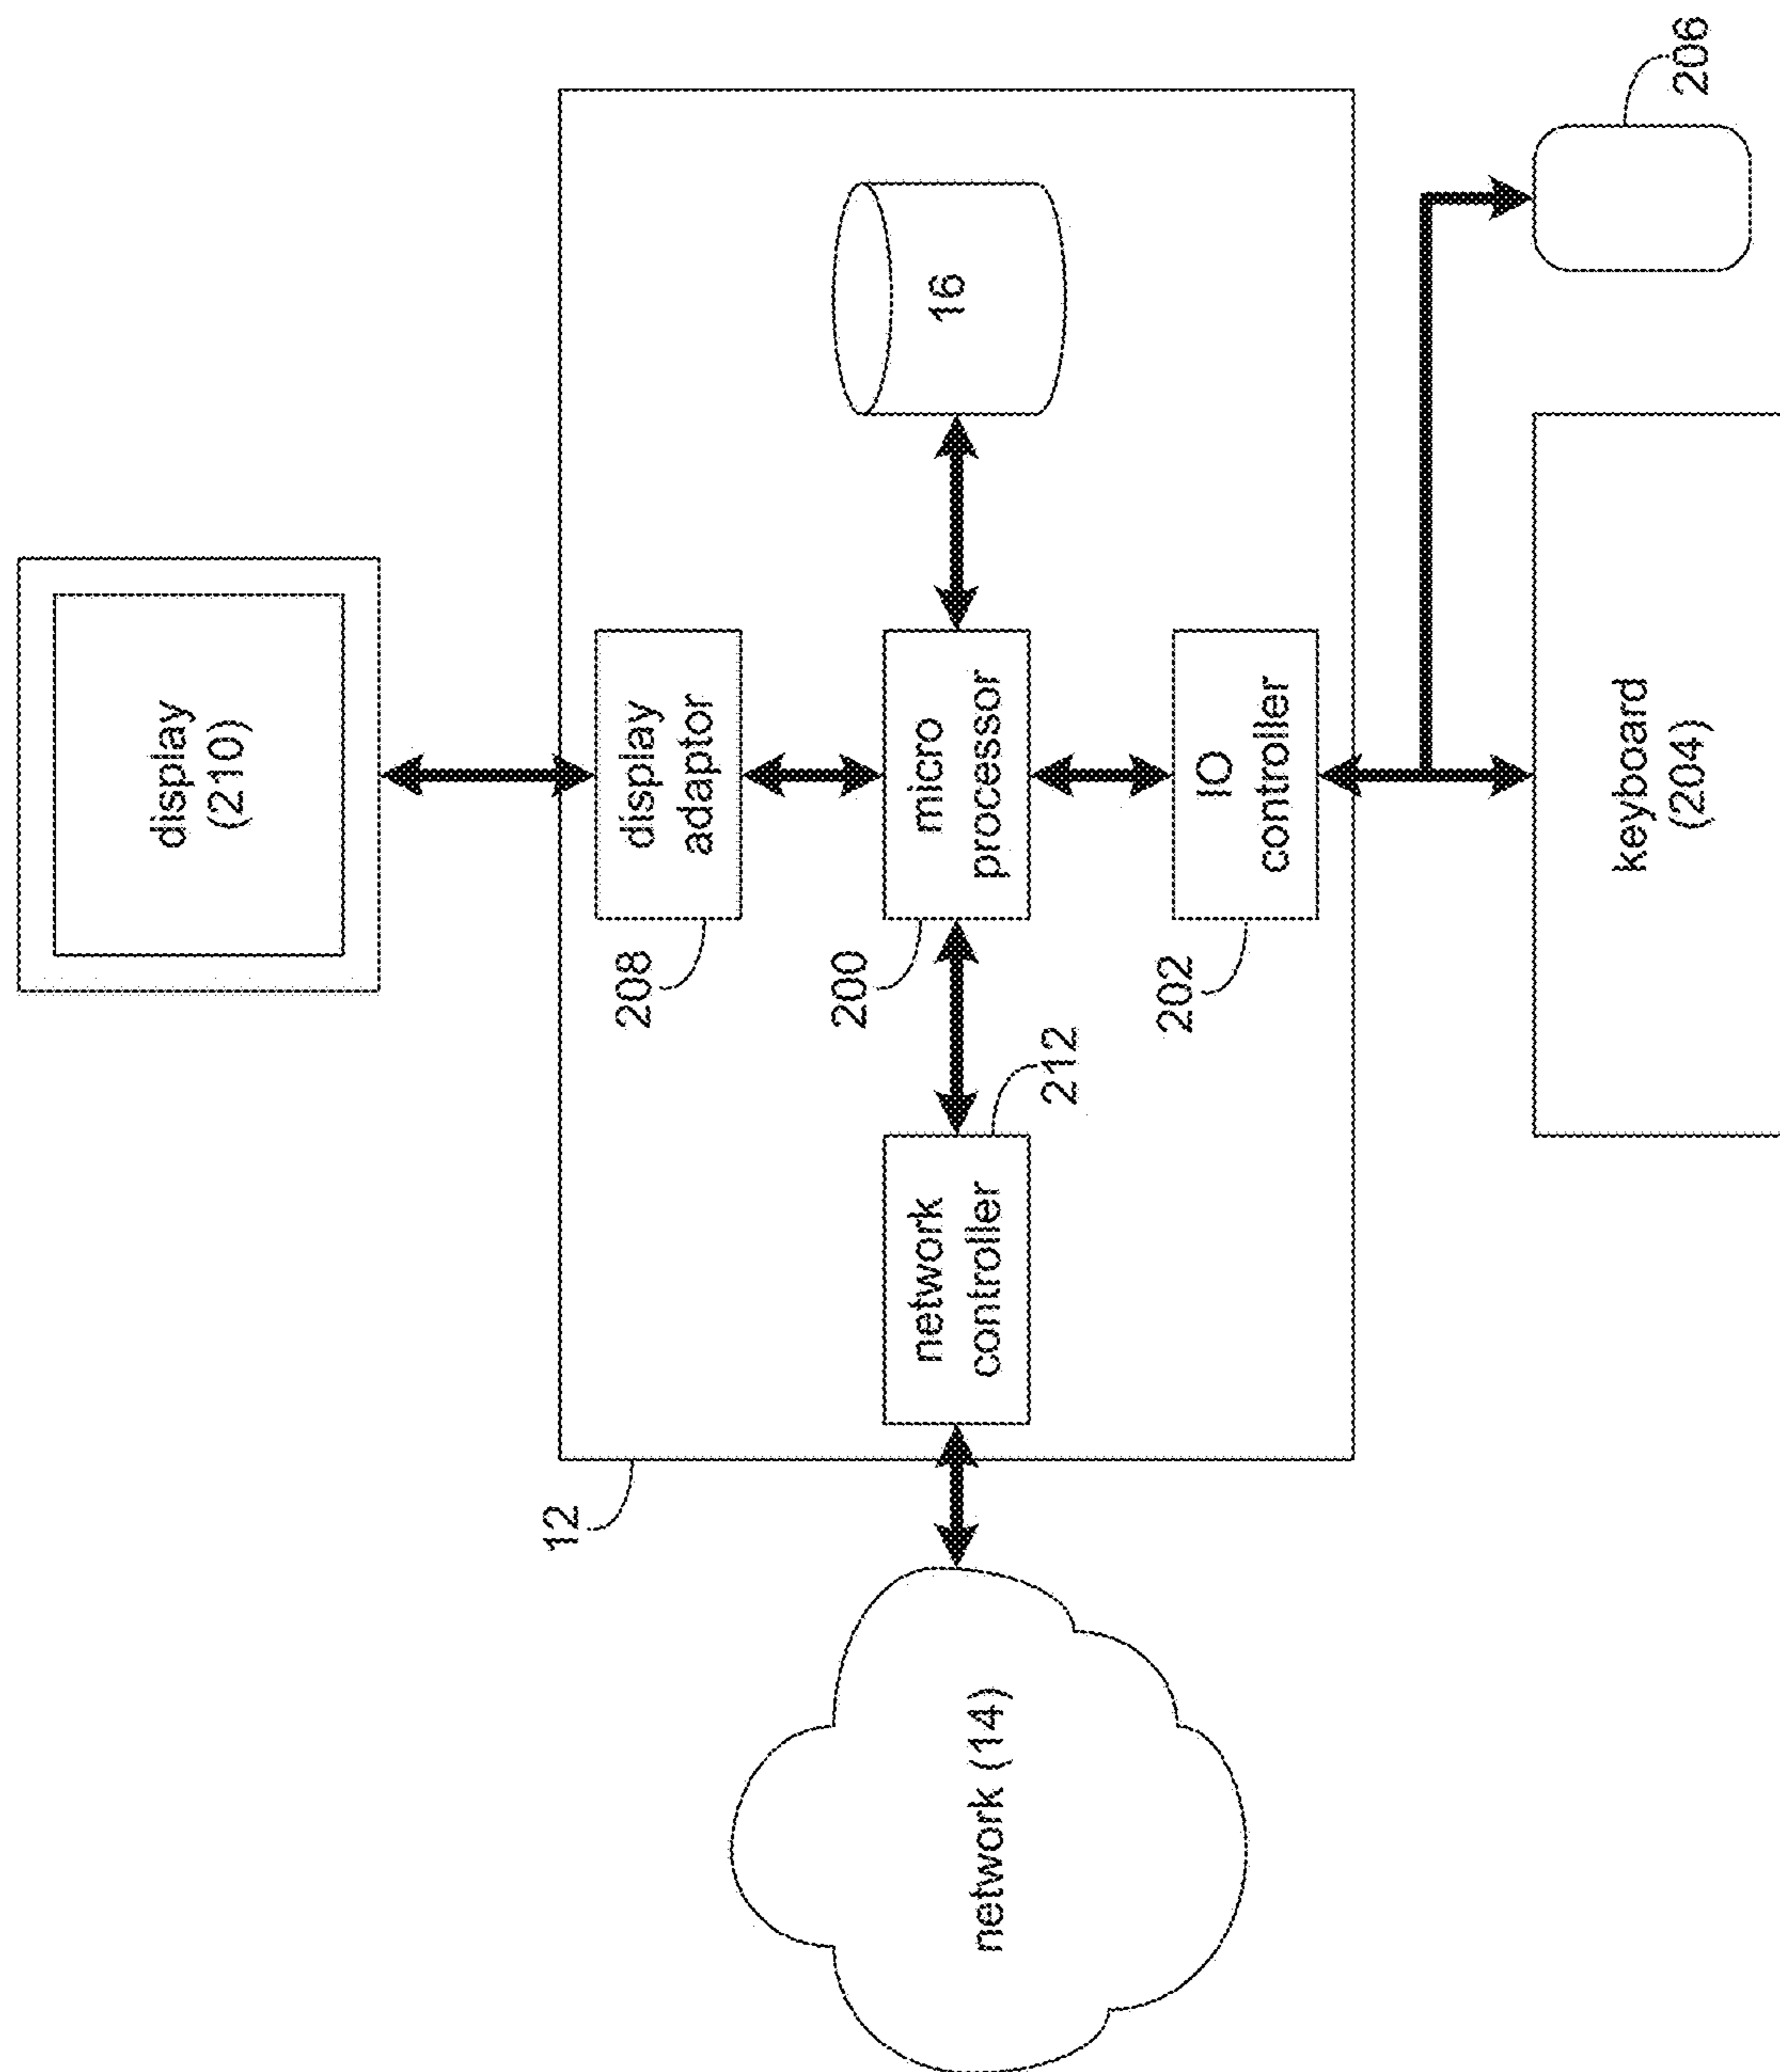 display
(210)
208
display
adaptor
200
micro
processor
16
212
network
controller
202
IO
controller
12
network (14)
keyboard
(204)
206